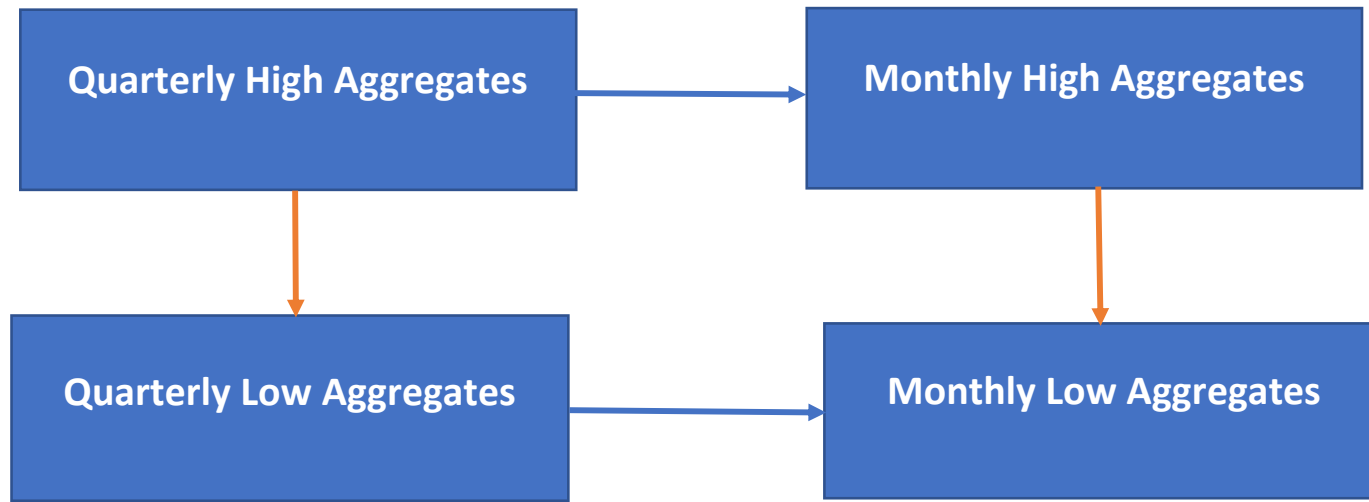 Quarterly High Aggregates
Monthly High Aggregates
Quarterly Low Aggregates
Monthly Low Aggregates